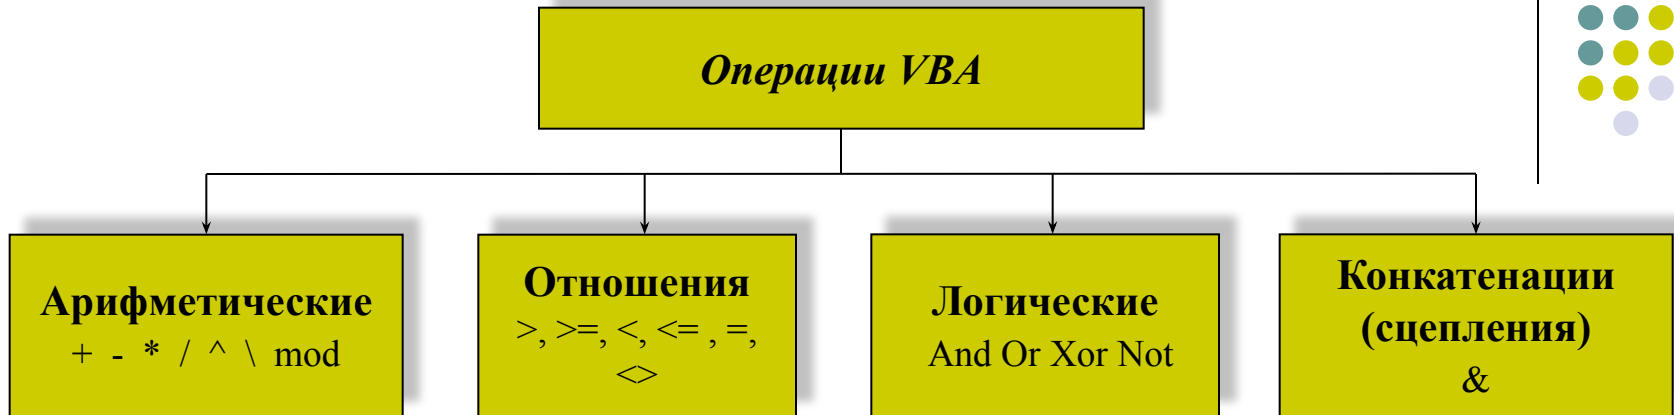 Операции VBA
Арифметические
+ - * / ^ \ mod
Отношения
>, >=, <, <= , =,
<>
Логические
And Or Xor Not
Конкатенации
(сцепления)
&